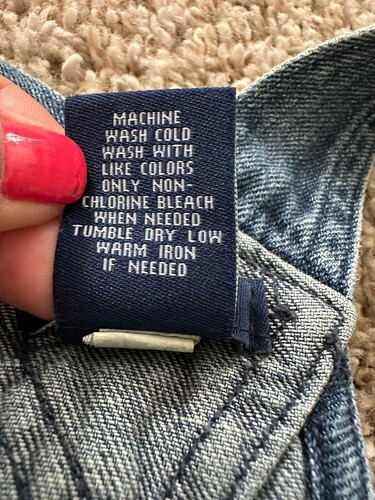 MACHINE
WASH COLD
WASH WITH
LIKE COLORS
ONLY NON-
CHLORINE BLEACH
WHEN NEEDED
TUMBLE DRY LOW
WARM IRON
IF NEEDED